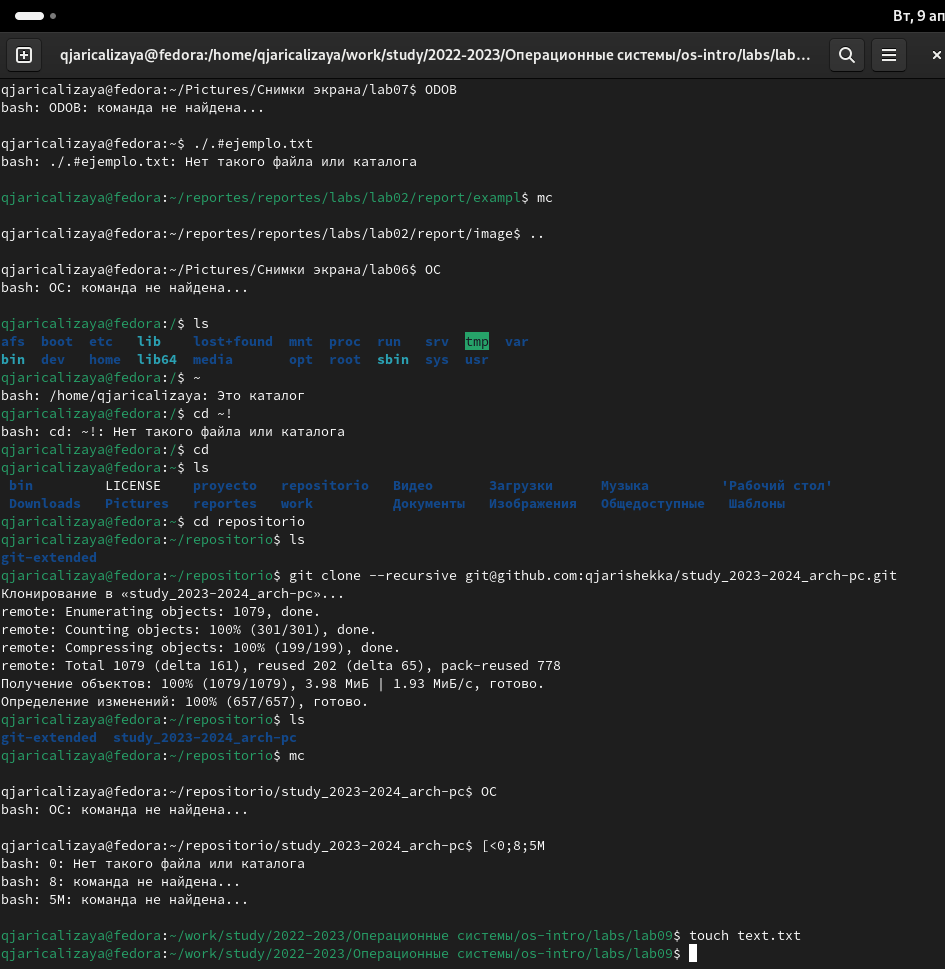 Вт, 9 ап
qjaricalizaya@fedora:/home/qjaricalizaya/work/study/2022-2023/Операционные системы/os-intro/labs/lab...
qjaricalizaya@fedora:~/Pictures/Снимки экрана/lab07$ ODOB
bash: ODOB: команда не найдена...
qjaricalizaya@fedora:~$ ./.#ejemplo.txt
bash: ./.#ejemplo.txt: Нет такого файла или каталога
qjaricalizaya@fedora:~/reportes/reportes/labs/lab02/report/exampl$ mc
qjaricalizaya@fedora:~/reportes/reportes/labs/lab02/report/image$ ..
qjaricalizaya@fedora:~/Pictures/Снимки экрана/lab06$ OC
bash: OC: команда не найдена...
qjaricalizaya@fedora:/$ ls
afs  boot  etc   lib    lost+found  mnt  proc  run   srv  tmp  var
bin  dev   home  lib64  media       opt  root  sbin  sys  usr
qjaricalizaya@fedora:/$ ~
bash: /home/qjaricalizaya: Это каталог
qjaricalizaya@fedora:/$ cd ~!
bash: cd: ~!: Нет такого файла или каталога
qjaricalizaya@fedora:/$ cd
qjaricalizaya@fedora:~$ ls
bin         LICENSE    proyecto   repositorio   Видео       Загрузки      Музыка         'Рабочий стол'
Downloads   Pictures   reportes   work          Документы   Изображения   Общедоступные   Шаблоны
qjaricalizaya@fedora:~$ cd repositorio
qjaricalizaya@fedora:~/repositorio$ ls
git-extended
qjaricalizaya@fedora:~/repositorio$ git clone --recursive git@github.com:qjarishekka/study_2023-2024_arch-pc.git
Клонирование в «study_2023-2024_arch-pc»...
remote: Enumerating objects: 1079, done.
remote: Counting objects: 100% (301/301), done.
remote: Compressing objects: 100% (199/199), done.
remote: Total 1079 (delta 161), reused 202 (delta 65), pack-reused 778
Получение объектов: 100% (1079/1079), 3.98 МиБ | 1.93 МиБ/с, готово.
Определение изменений: 100% (657/657), готово.
qjaricalizaya@fedora:~/repositorio$ ls
git-extended  study_2023-2024_arch-pc
qjaricalizaya@fedora:~/repositorio$ mc
qjaricalizaya@fedora:~/repositorio/study_2023-2024_arch-pc$ OC
bash: OC: команда не найдена...
qjaricalizaya@fedora:~/repositorio/study_2023-2024_arch-pc$ [<0;8;5M
bash: 0: Нет такого файла или каталога
bash: 8: команда не найдена...
bash: 5M: команда не найдена...
qjaricalizaya@fedora:~/work/study/2022-2023/Операционные системы/os-intro/labs/lab09$ touch text.txt
qjaricalizaya@fedora:~/work/study/2022-2023/Операционные системы/os-intro/labs/lab09$